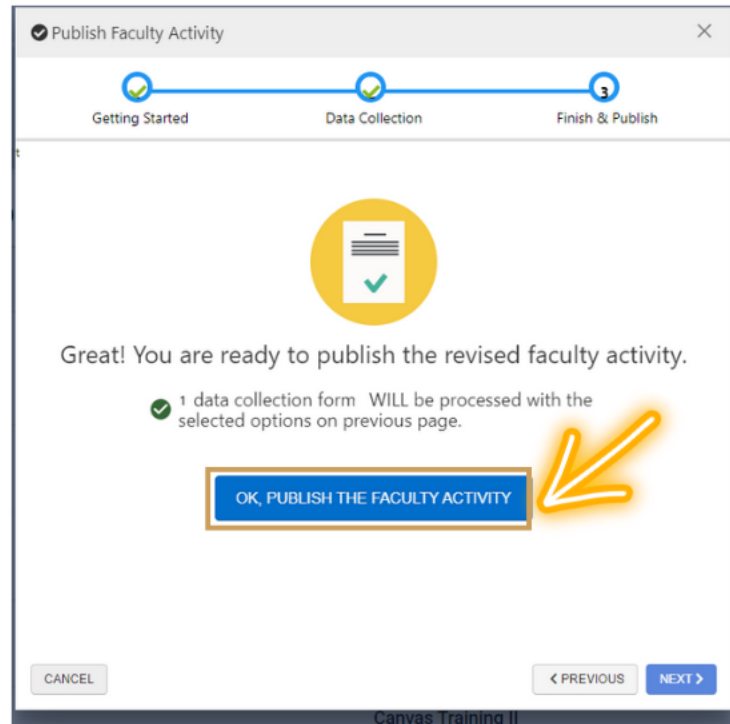 Publish Faculty Activity
Getting Started
Data Collection
3
Finish & Publish
t
Great! You are ready to publish the revised faculty activity.
1 data collection form WILL be processed with the
selected options on previous page.
OK, PUBLISH THE FACULTY ACTIVITY
CANCEL
< PREVIOUS
NEXT >
Canvas Training II